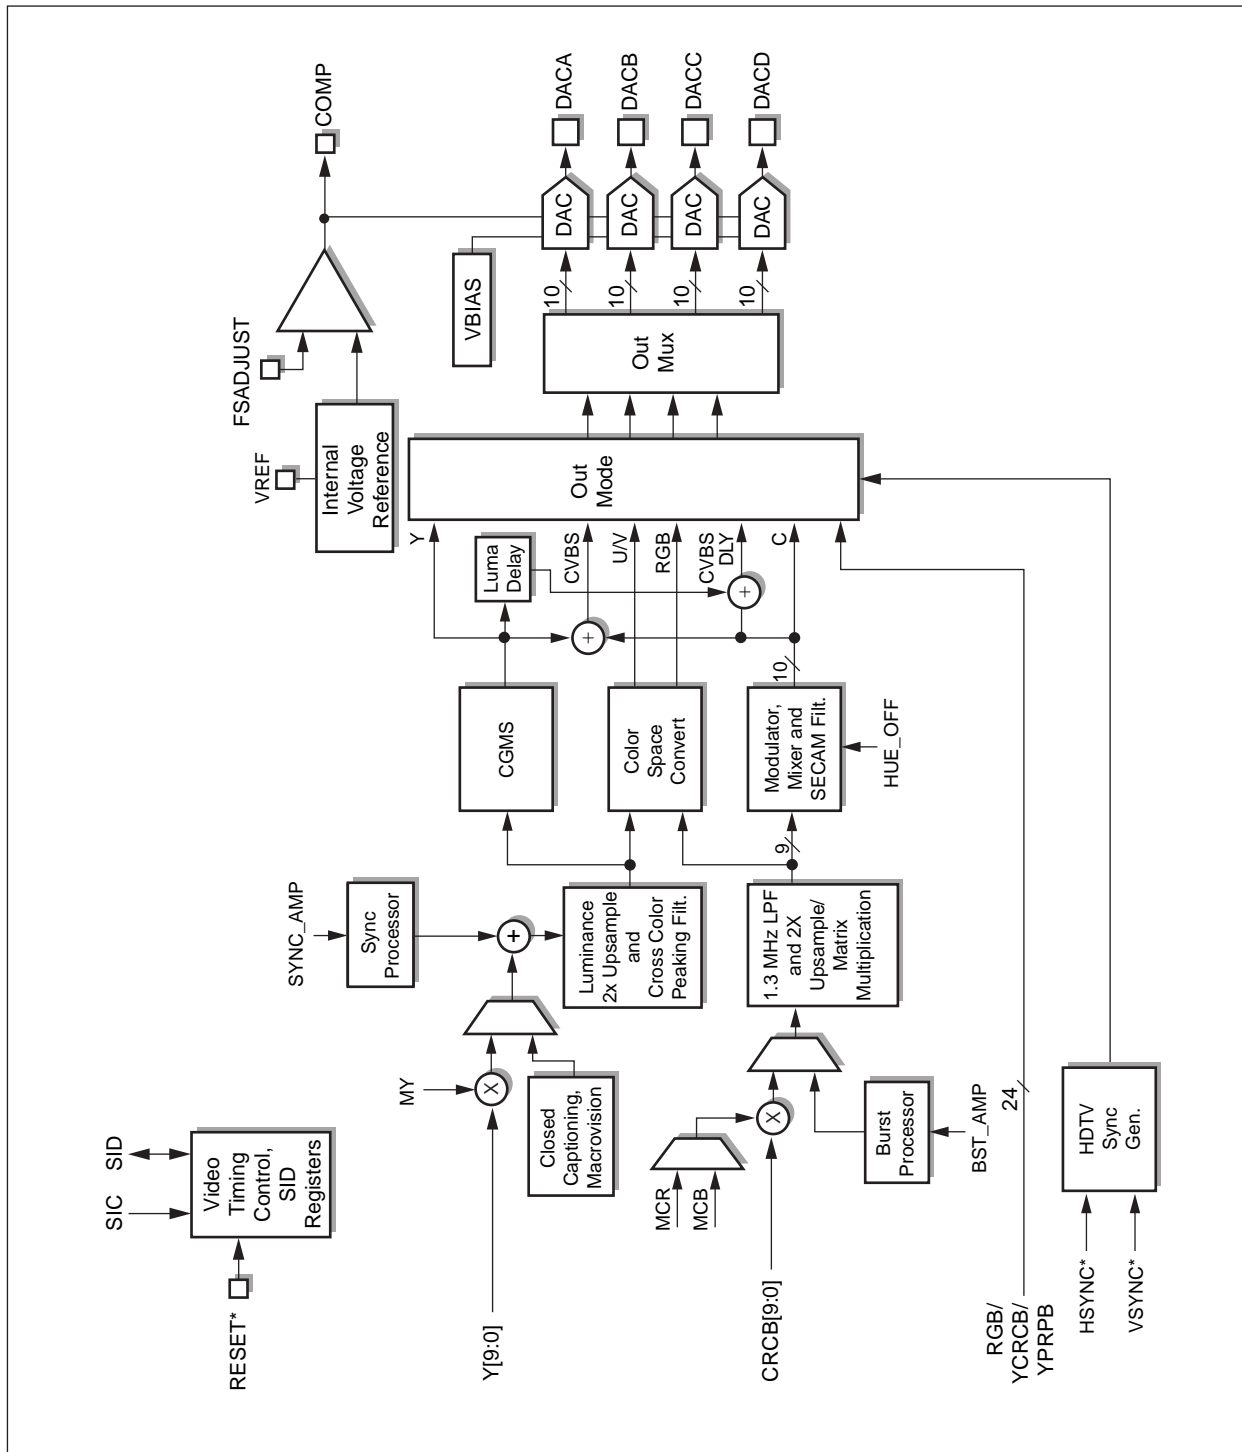 SIC
SID
Video
Timing
Control,
SID
Registers
RESET*
SYNC_AMP
Sync
Processor
MY
X
+
Y[9:0]
Closed
Captioning,
Macrovision
Luminance
2x Upsample
and
Cross Color
Peaking Filt.
MCR
MCB
X
CRCB[9:0]
Burst
Processor
BST_AMP
1.3 MHz LPF
and 2X
Upsample/
Matrix
Multiplication
9
CGMS
Color
Space
Convert
Modulator,
Mixer and
SECAM Filt.
HUE_OFF
10
Luma
Delay
+
+
Y
CVBS
U/V
RGB
CVBS
DLY
C
RGB/
YCRCB/
YPRPB
24
HSYNC*
VSYNC*
HDTV
Sync
Gen.
VREF
Internal
Voltage
Reference
FSADJUST
COMP
VBIAS
Out
Mode
Out
Mux
10
10
10
10
DAC
DAC
DAC
DAC
DACA
DACB
DACC
DACD